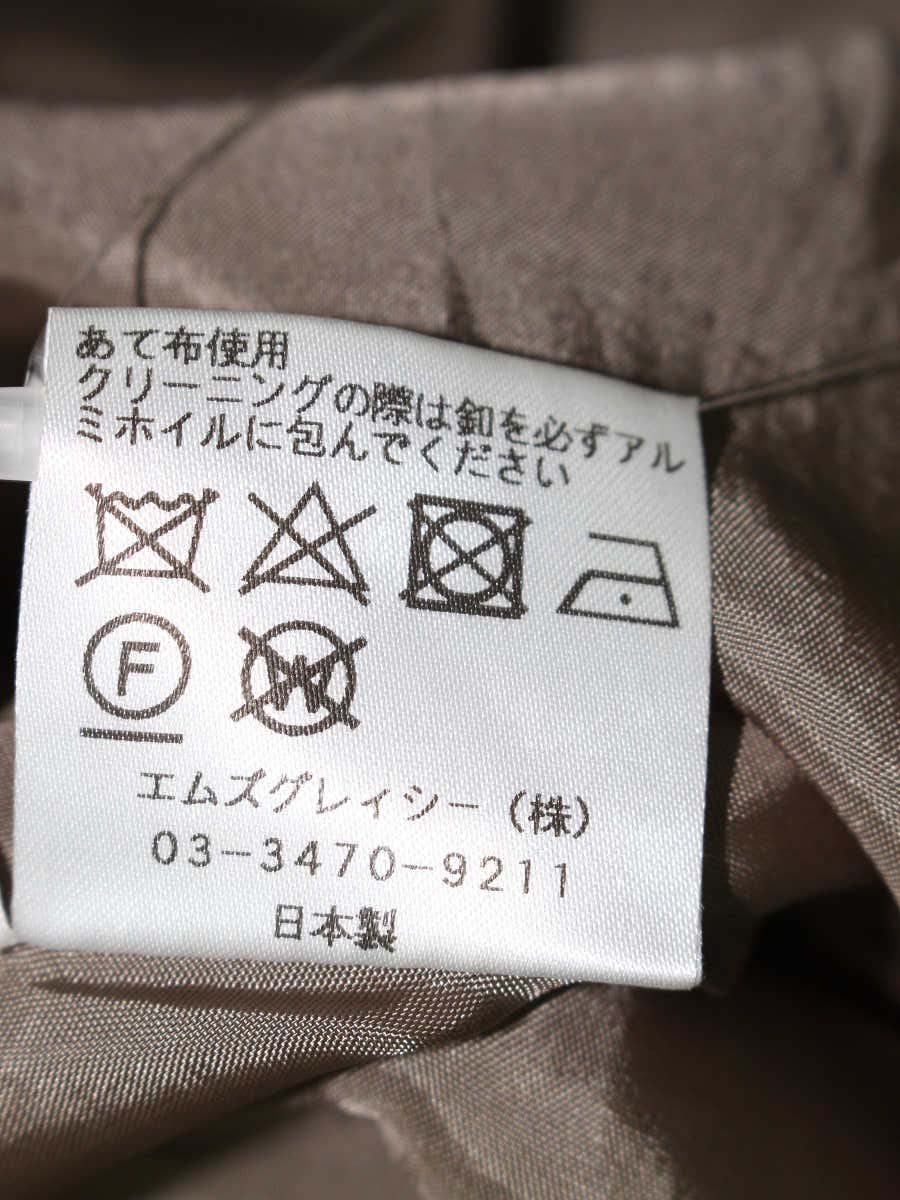 あて布使用
クリーニングの際は釦を必ずアル
ミホイルに包んでください
F
W
エムズグレイシー（株）
03-3470-9211
日本製